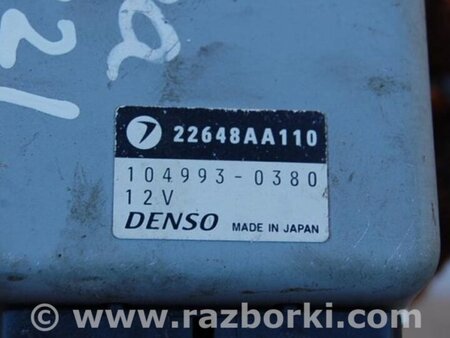 22648AA110
104993-0380
12V
DENSO MADE IN JAPAN
© www.razborki.com